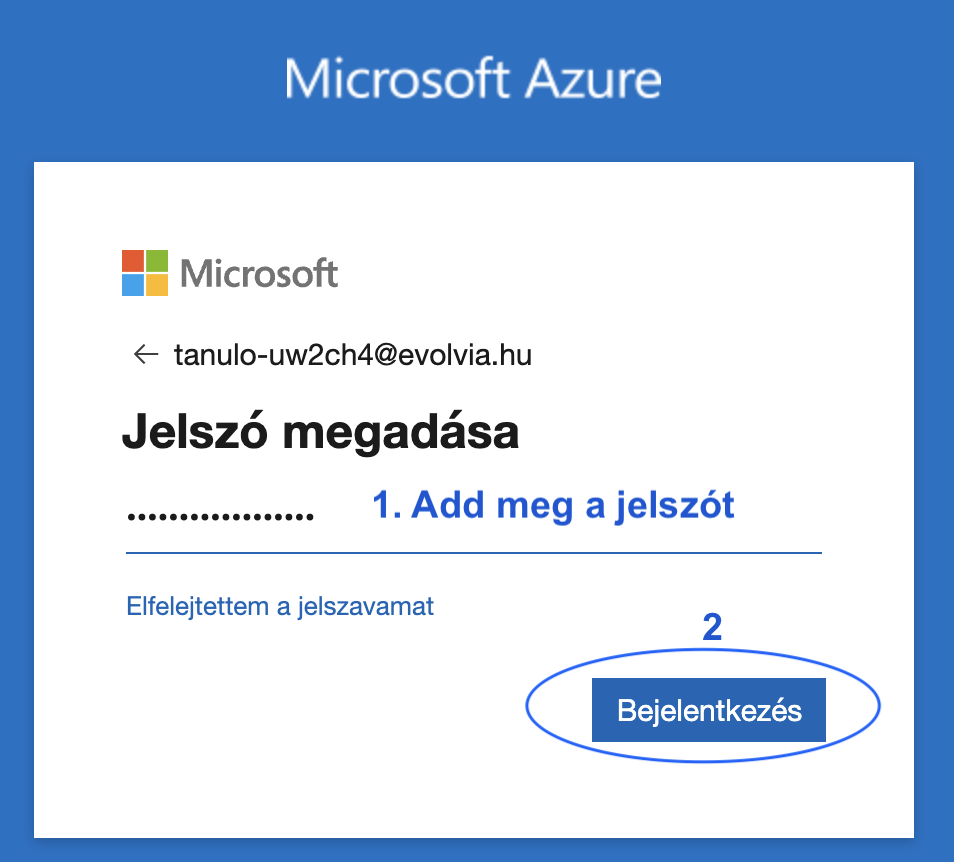 Microsoft Azure
Microsoft
tanulo-uw2ch4@evolvia.hu
Jelszó megadása
.................. 1. Add meg a jelszót
Elfelejtettem a jelszavamat
2
Bejelentkezés